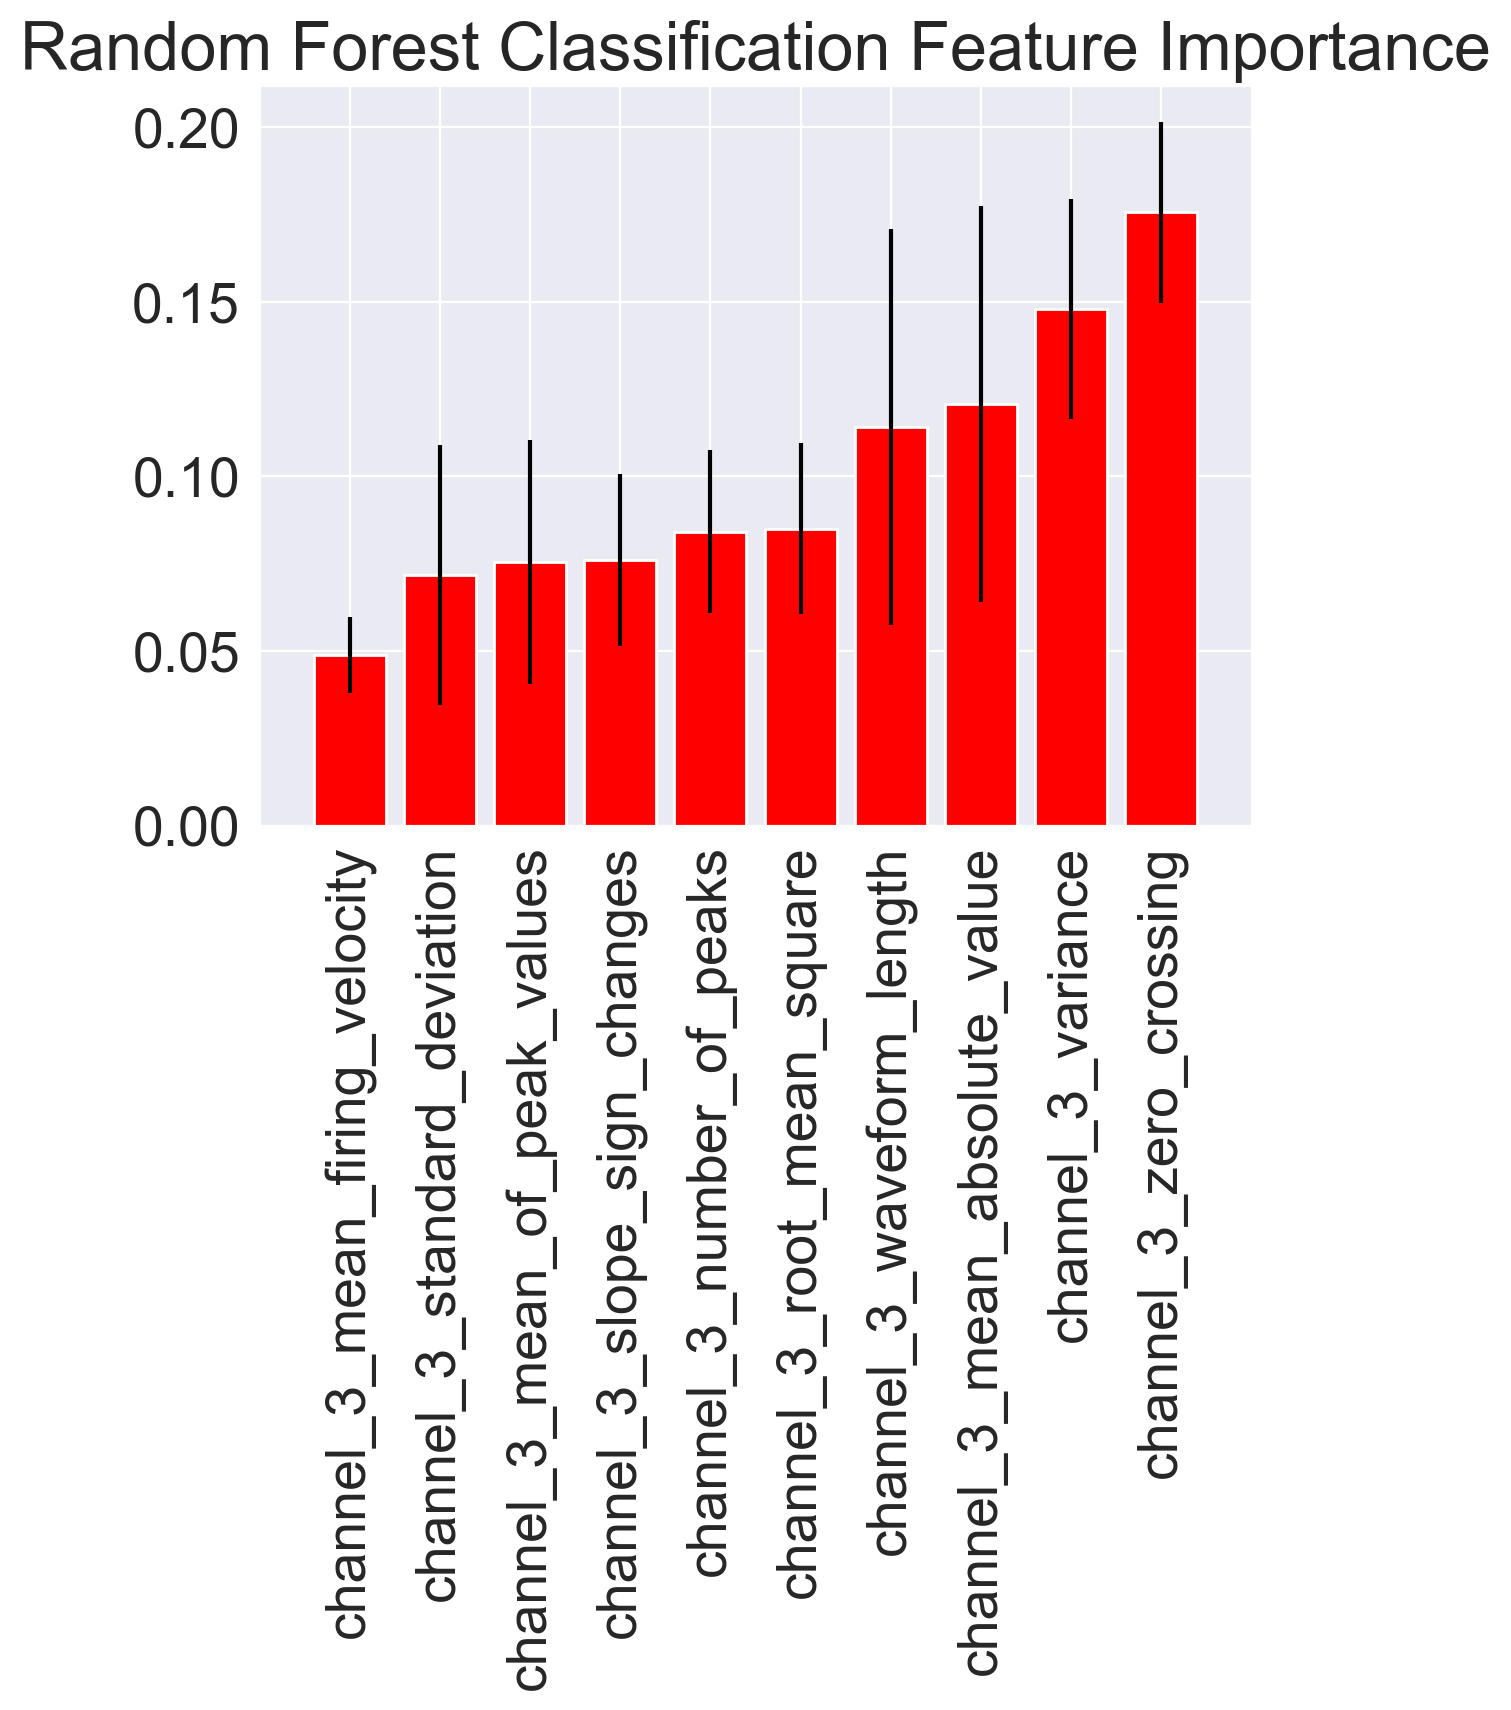 Random Forest Classification Feature Importance
0.20
0.15
0.10
0.05
0.00
channel_3_mean_firing_velocity
channel_3_standard_deviation
channel_3_mean_of_peak_values
channel_3_slope_sign_changes
channel_3_number_of_peaks
channel_3_root_mean_square
channel_3_waveform_length
channel_3_mean_absolute_value
channel_3_variance
channel_3_zero_crossing